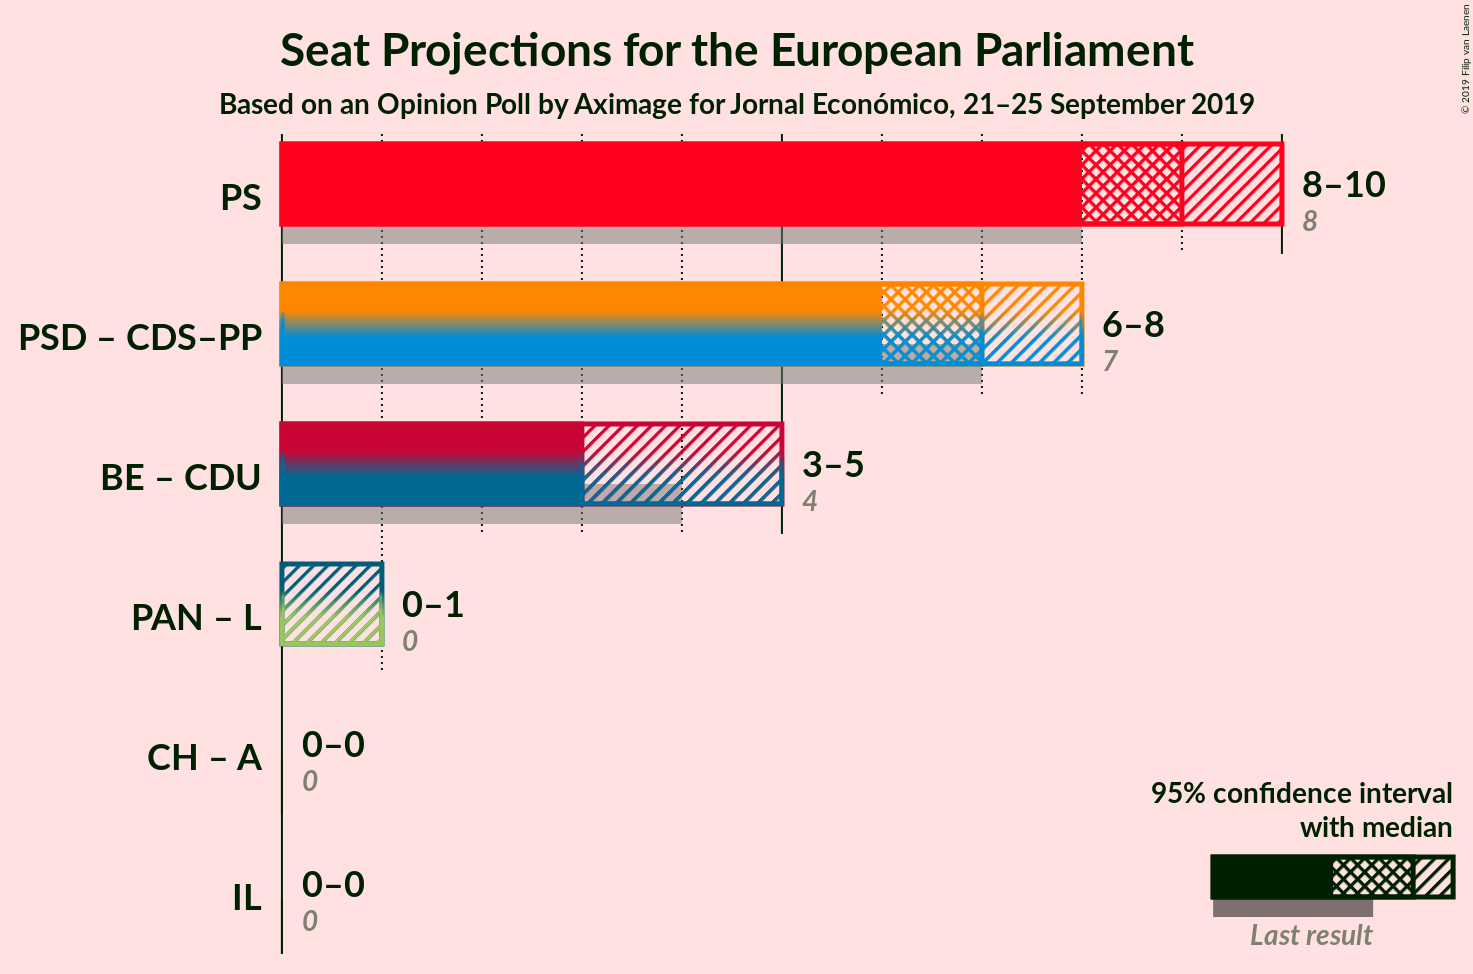 Seat Projections for the European Parliament
Based on an Opinion Poll by Aximage for Jornal Económico, 21–25 September 2019
© 2019 Filip van Laenen
PS
8–10
8
PSD – CDS–PP
6–8
7
BE – CDU
3–5
4
PAN – L
0–1
0
CH – A
0–0
0
IL
0–0
0
95% confidence interval
with median
Last result